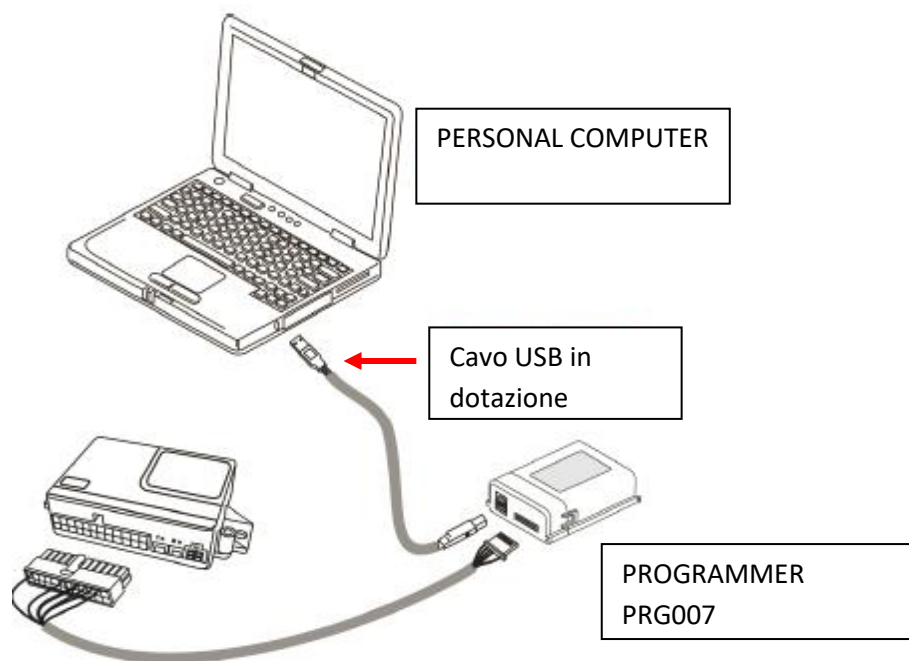 PERSONAL COMPUTER
Cavo USB in
dotazione
PROGRAMMER
PRG007